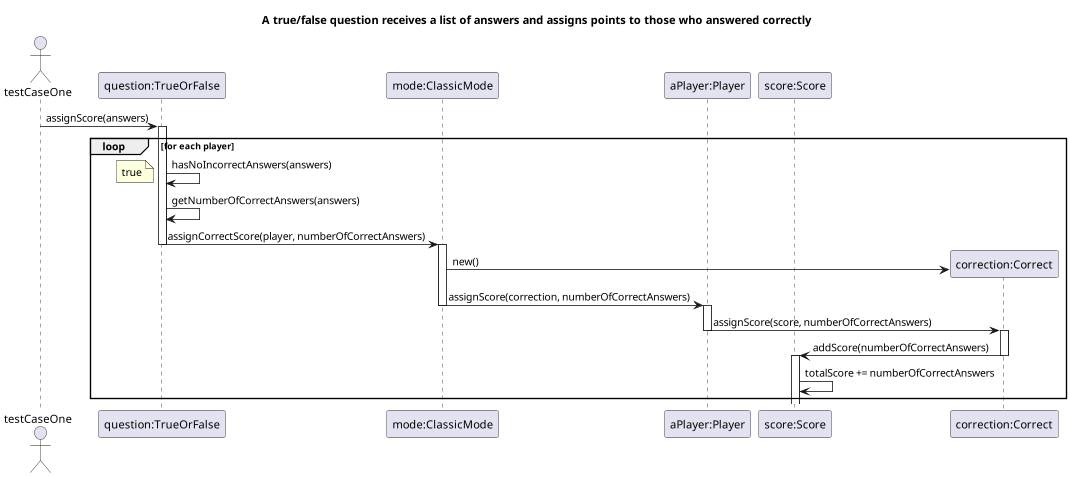 A true/false question receives a list of answers and assigns points to those who answered correctly
testCaseOne
question:TrueOrFalse
mode:ClassicMode
aPlayer:Player
score:Score
assignScore(answers)
loop
[for each player]
hasNoIncorrectAnswers(answers)
true
getNumberOfCorrectAnswers(answers)
assignCorrectScore(player, numberOfCorrectAnswers)
new()
correction:Correct
assignScore(correction, numberOfCorrectAnswers)
assignScore(score, numberOfCorrectAnswers)
addScore(numberOfCorrectAnswers)
totalScore += numberOfCorrectAnswers
testCaseOne
question:TrueOrFalse
mode:ClassicMode
aPlayer:Player
score:Score
correction:Correct